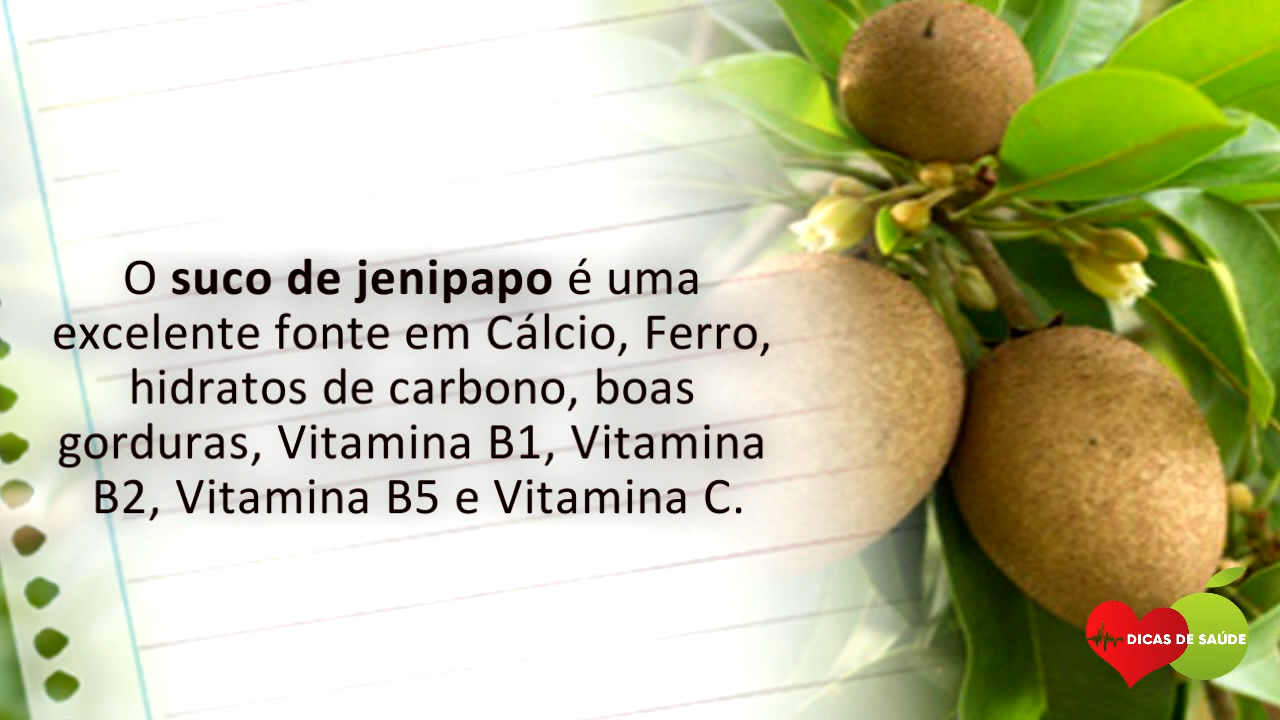 O suco de jenipapo é uma
excelente fonte em Cálcio, Ferro,
hidratos de carbono, boas
gorduras, Vitamina B1, Vitamina
B2, Vitamina B5 e Vitamina C.
DICAS DE SAÚDE